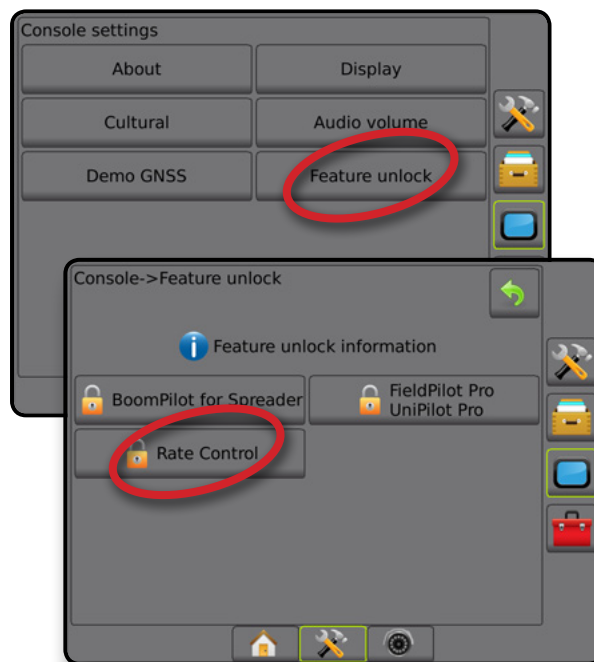 Console settings
About
Display
Cultural
Audio volume
Demo GNSS
Feature unlock
Console->Feature unlock
Feature unlock information
BoomPilot for Spreader
FieldPilot Pro
UniPilot Pro
Rate Control